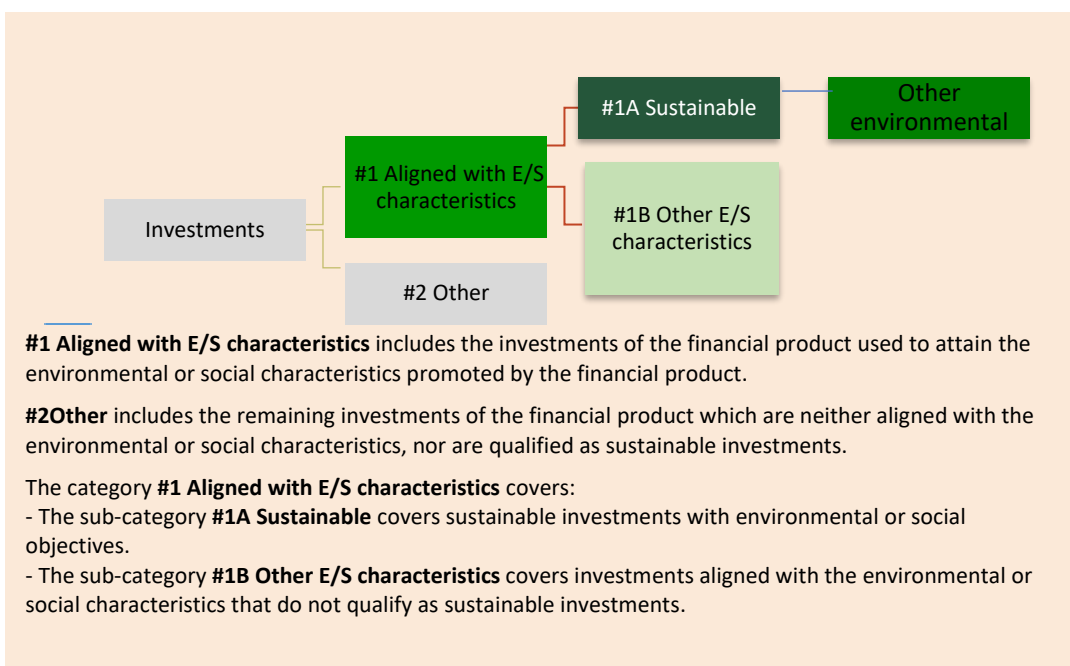 #1A Sustainable
Other
environmental
#1 Aligned with E/S
characteristics
Investments
#1B Other E/S
characteristics
#2 Other
#1 Aligned with E/S characteristics includes the investments of the financial product used to attain the
environmental or social characteristics promoted by the financial product.
#2Other includes the remaining investments of the financial product which are neither aligned with the
environmental or social characteristics, nor are qualified as sustainable investments.
The category #1 Aligned with E/S characteristics covers:
- The sub-category #1A Sustainable covers sustainable investments with environmental or social
objectives.
- The sub-category #1B Other E/S characteristics covers investments aligned with the environmental or
social characteristics that do not qualify as sustainable investments.